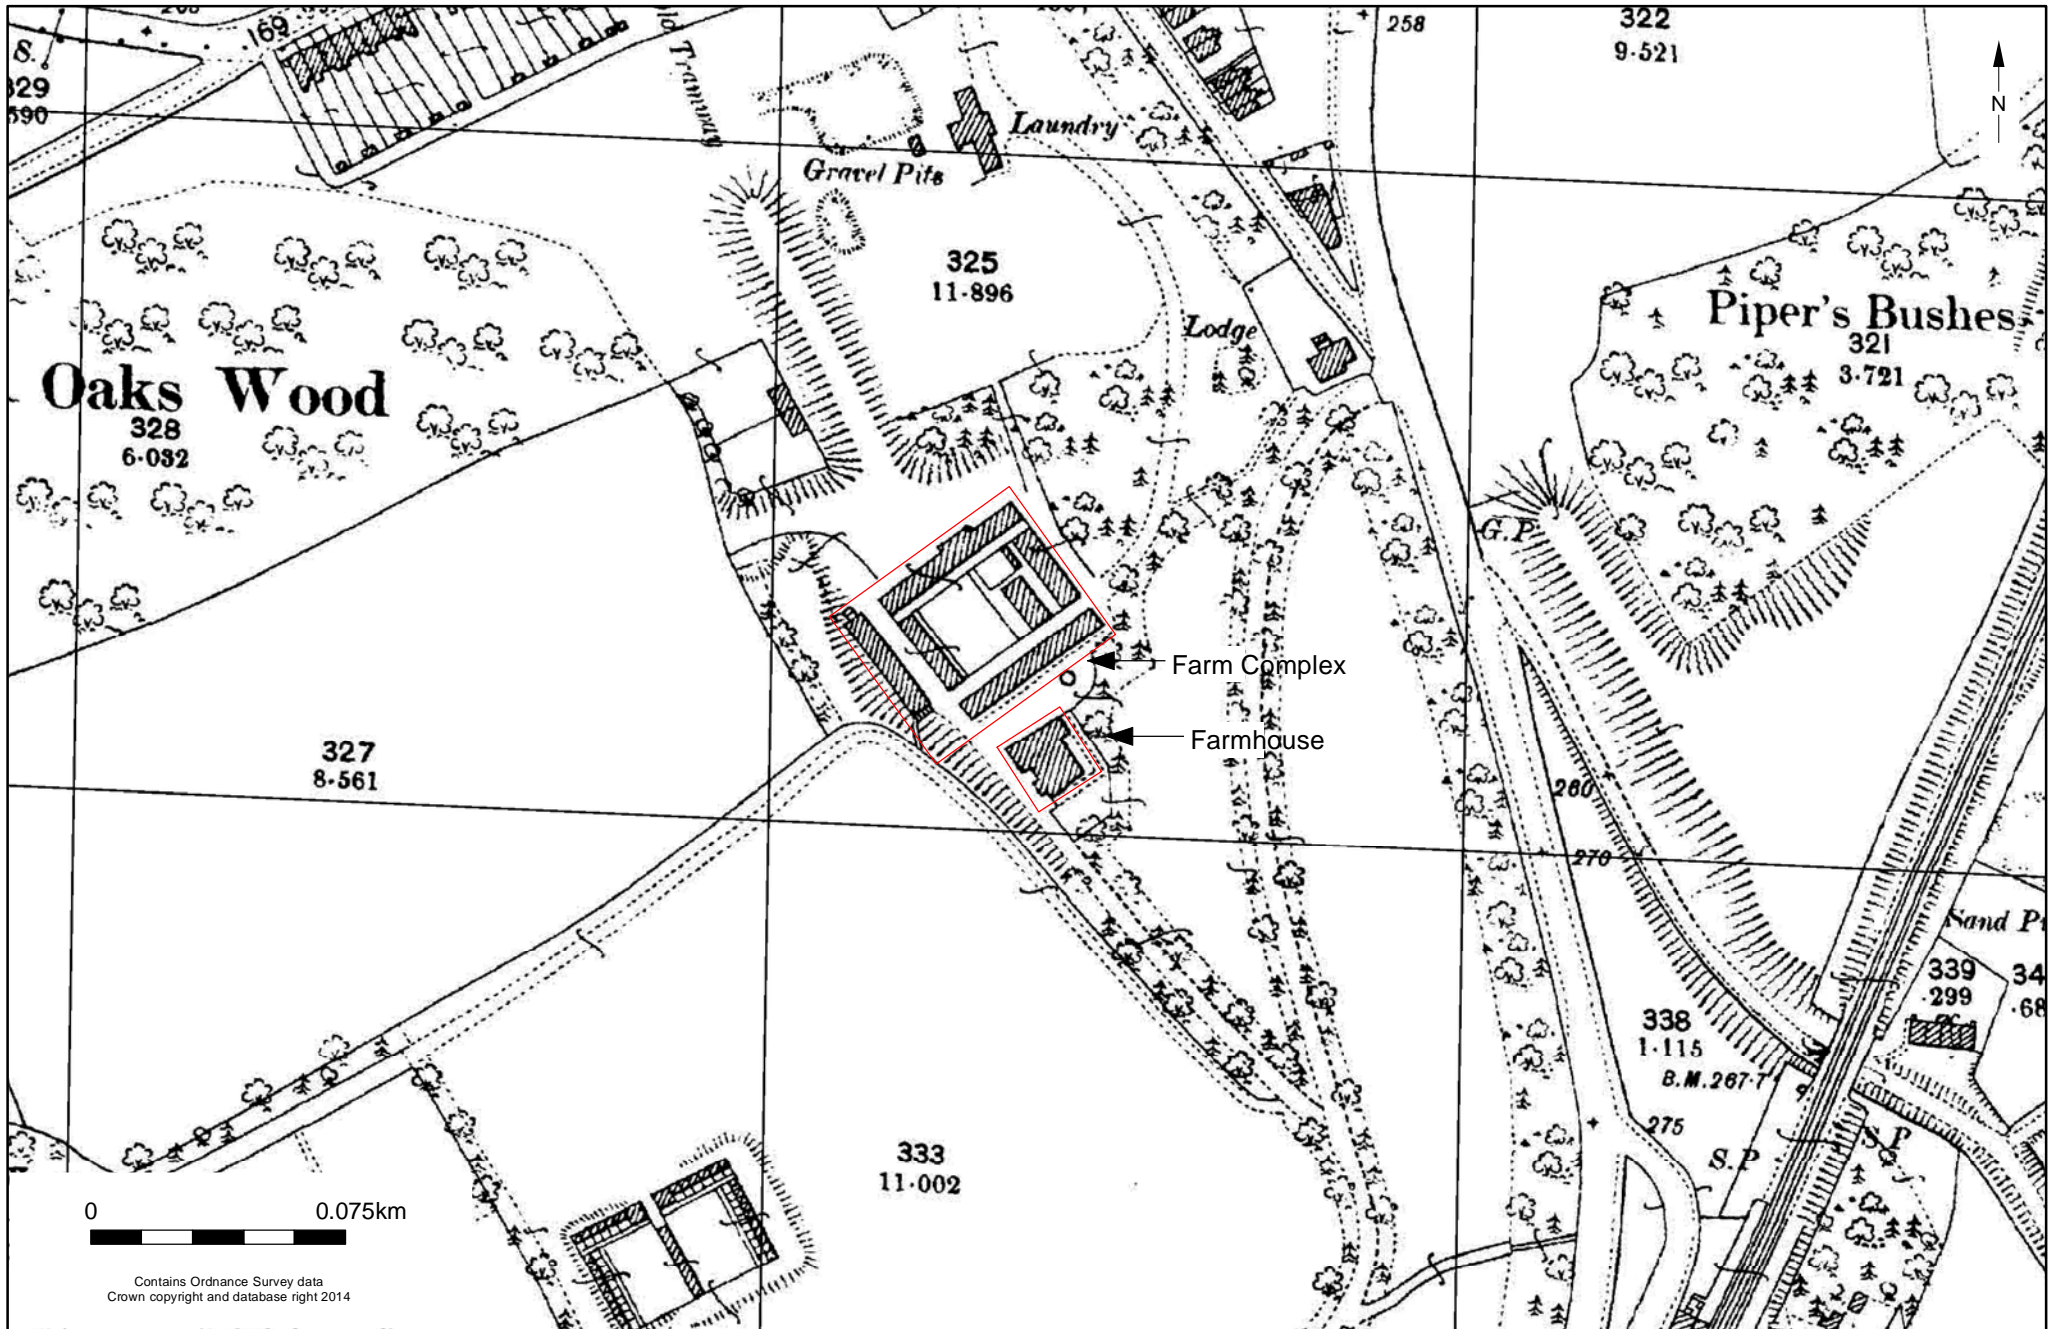 169
258
322
9·521
S.
329
590
Old Tramway
N
Laundry
Gravel Pits
325
11·896
Piper's Bushes
321
3·721
Lodge
Oaks Wood
328
6·032
G.P
Farm Complex
Farmhouse
327
8·561
260
270
Sand
339
·299
34
·68
338
1·115
B.M.267·7
275
S.P
S.P
333
11·002
0
0.075km
Contains Ordnance Survey data
Crown copyright and database right 2014